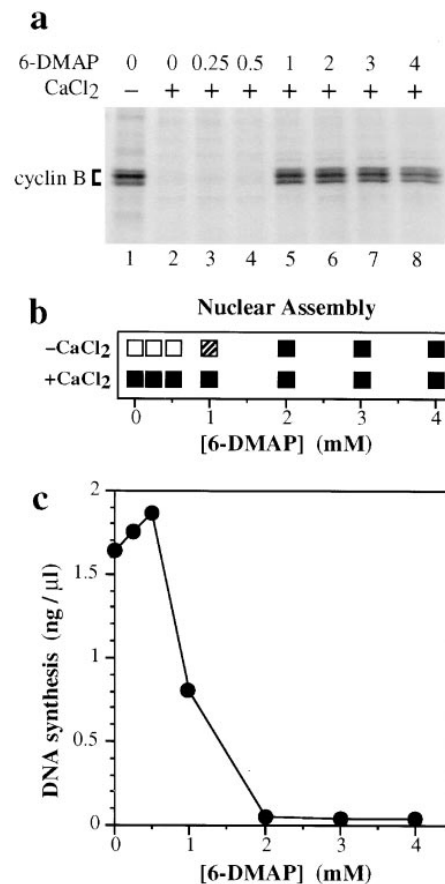 a
6-DMAP 0 0 0.25 0.5 1 2 3 4
CaCl2 – + + + + + + +
cyclin B
1 2 3 4 5 6 7 8
b Nuclear Assembly
–CaCl2
+CaCl2
0 1 2 3 4
[6-DMAP] (mM)
c
2
1.5
1
0.5
0
DNA synthesis (ng / µl)
0 1 2 3 4
[6-DMAP] (mM)